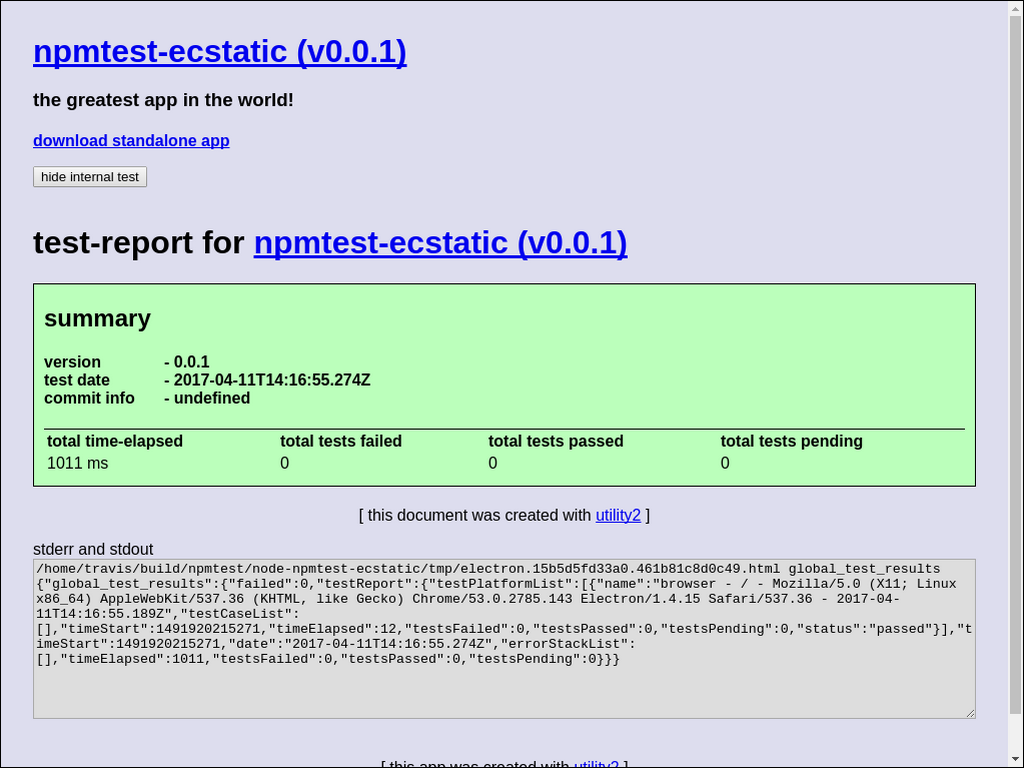 npmtest-ecstatic (v0.0.1)
the greatest app in the world!
download standalone app
hide internal test
test-report for npmtest-ecstatic (v0.0.1)
summary
version - 0.0.1
test date - 2017-04-11T14:16:55.274Z
commit info - undefined
total time-elapsed total tests failed total tests passed total tests pending
1011 ms 0 0 0
[ this document was created with utility2 ]
stderr and stdout
/home/travis/build/npmtest/node-npmtest-ecstatic/tmp/electron.15b5d5fd33a0.461b81c8d0c49.html global_test_results
{"global_test_results":{"failed":0,"testReport":{"testPlatformList":[{"name":"browser - / - Mozilla/5.0 (X11; Linux
x86_64) AppleWebKit/537.36 (KHTML, like Gecko) Chrome/53.0.2785.143 Electron/1.4.15 Safari/537.36 - 2017-04-
11T14:16:55.189Z","testCaseList":
[],"timeStart":1491920215271,"timeElapsed":12,"testsFailed":0,"testsPassed":0,"testsPending":0,"status":"passed"}],"t
imeStart":1491920215271,"date":"2017-04-11T14:16:55.274Z","errorStackList":
[],"timeElapsed":1011,"testsFailed":0,"testsPassed":0,"testsPending":0}}}
[ this app was created with utility2 ]